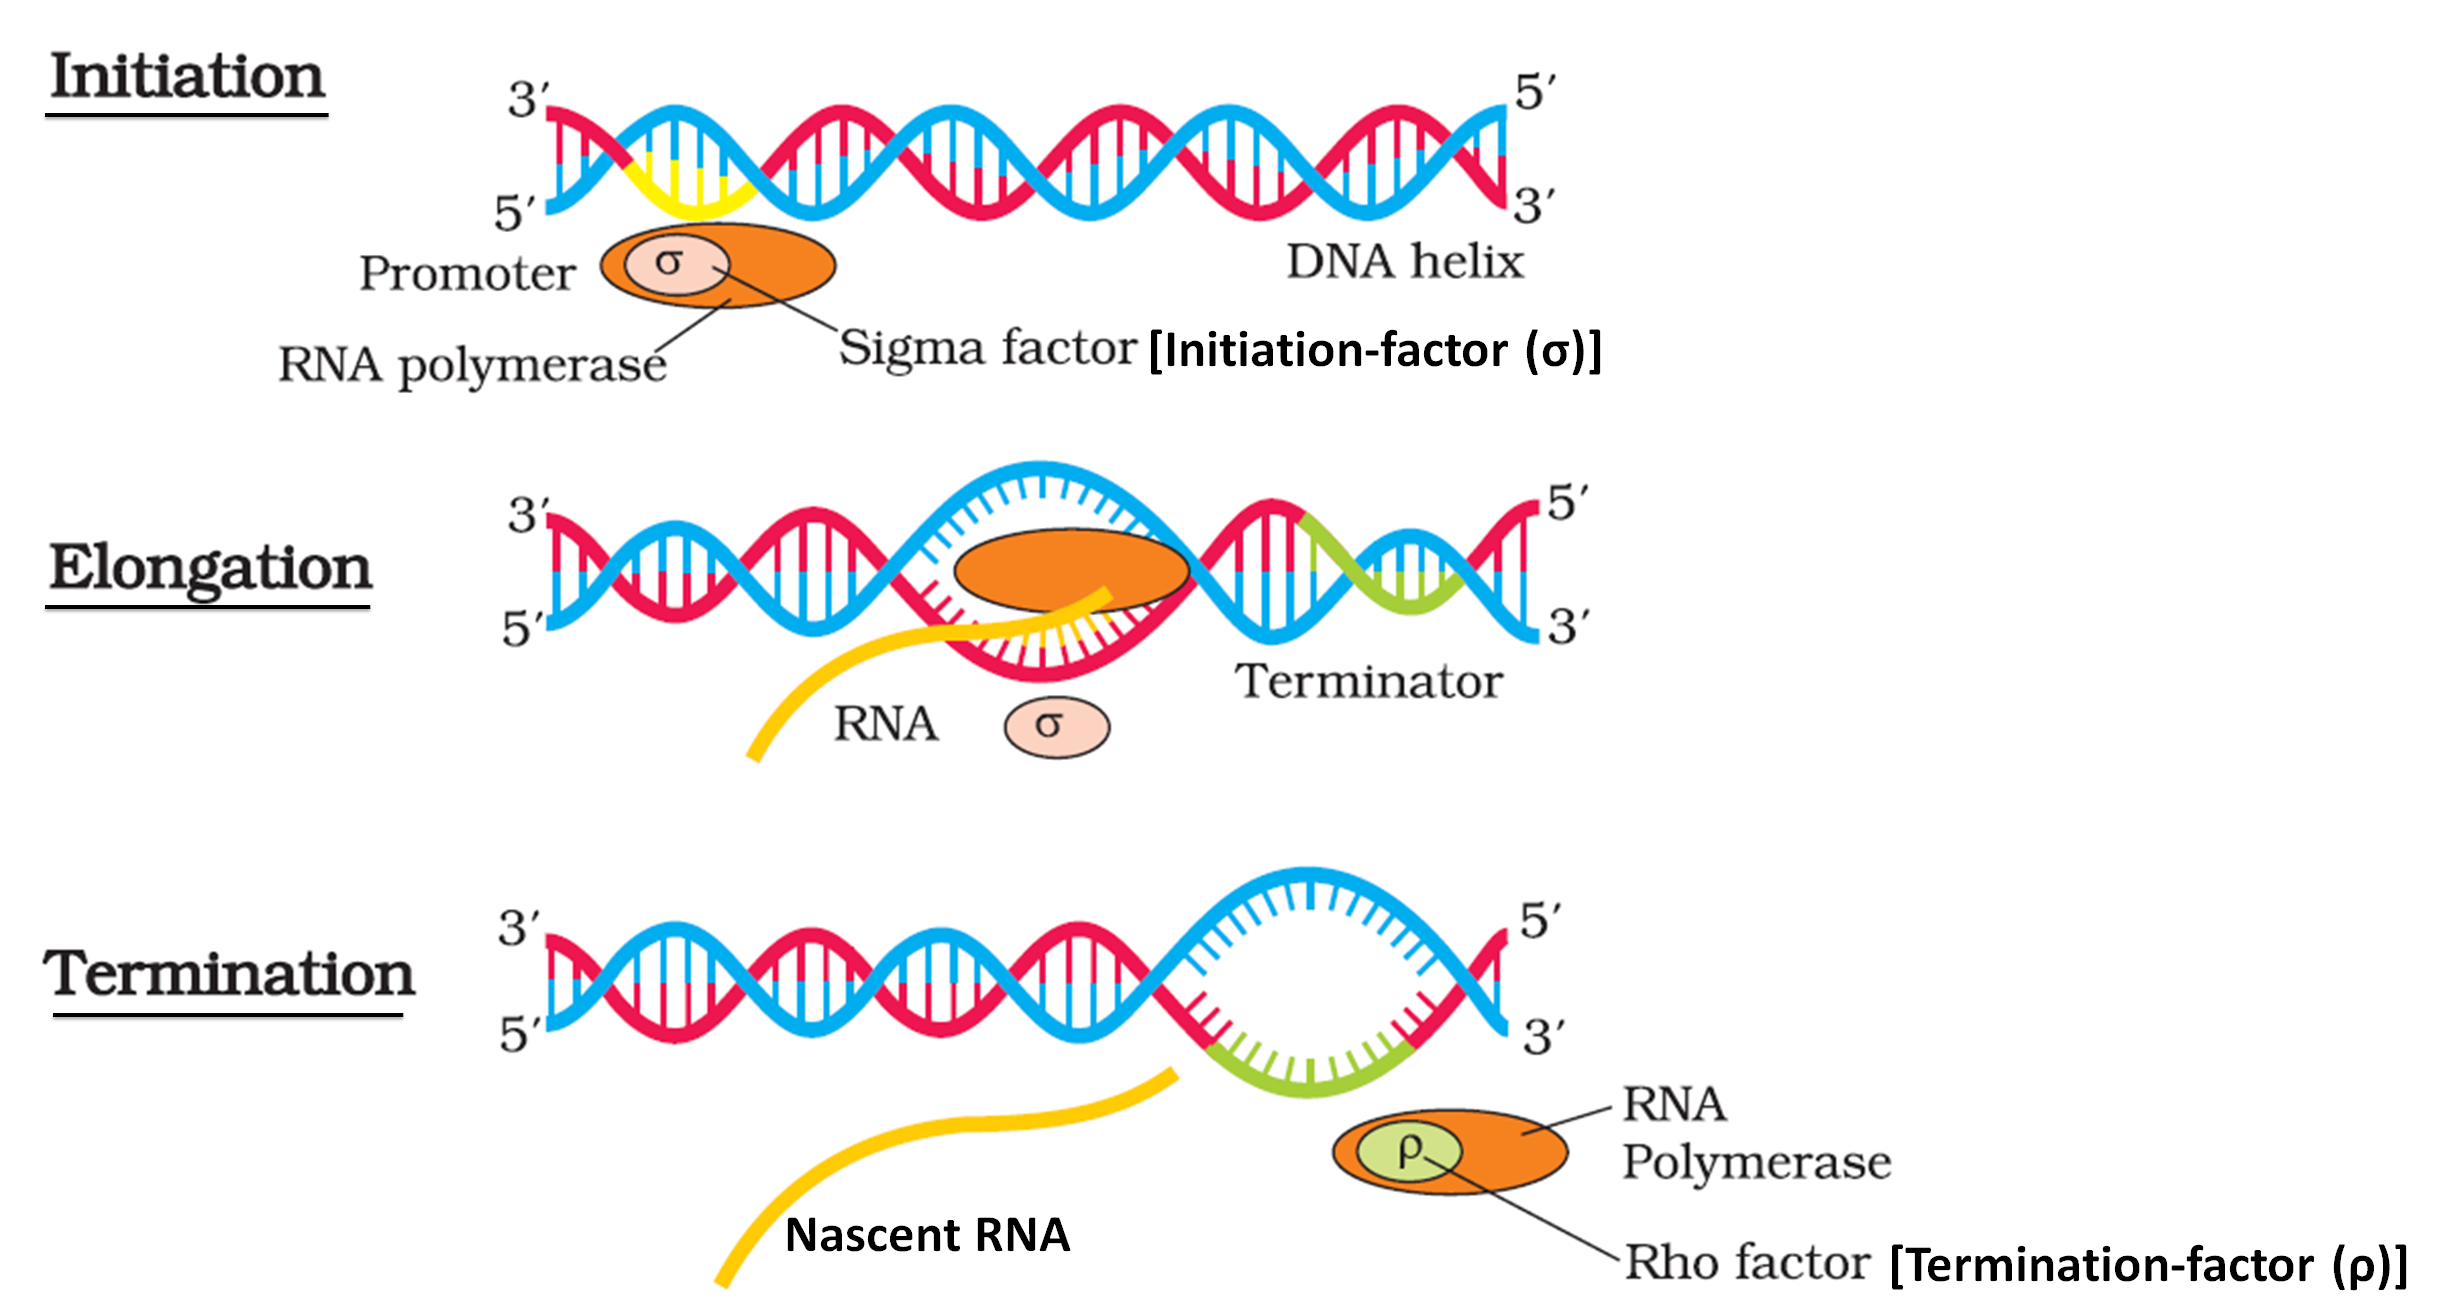 Initiation
3′
5′
5′
3′
Promoter
σ
DNA helix
RNA polymerase
Sigma factor [Initiation-factor (σ)]
Elongation
3′
5′
5′
3′
Terminator
RNA
σ
Termination
3′
5′
5′
3′
RNA
Polymerase
ρ
Nascent RNA
Rho factor [Termination-factor (ρ)]